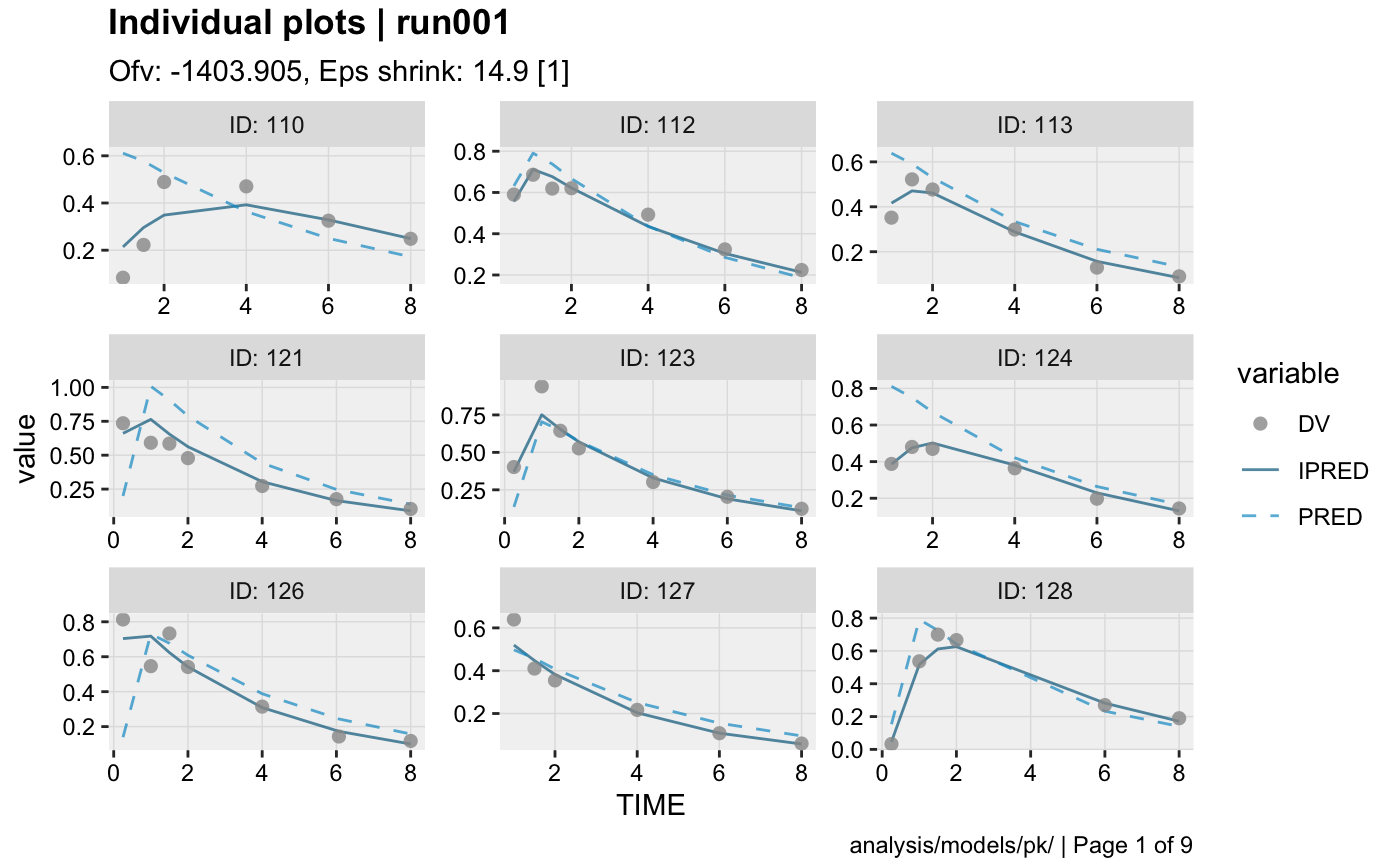 Individual plots | run001
Ofv: -1403.905, Eps shrink: 14.9 [1]
ID: 110 ID: 112 ID: 113
0.6
0.4
0.2
2 4 6 8
0.8
0.6
0.4
0.2
2 4 6 8
0.6
0.4
0.2
2 4 6 8
ID: 121 ID: 123 ID: 124
1.00
0.75
0.50
0.25
0 2 4 6 8
0.75
0.50
0.25
0 2 4 6 8
0.8
0.6
0.4
0.2
2 4 6 8
ID: 126 ID: 127 ID: 128
0.8
0.6
0.4
0.2
0 2 4 6 8
0.6
0.4
0.2
2 4 6 8
0.8
0.6
0.4
0.2
0.0
0 2 4 6 8
value
TIME
variable
DV
IPRED
PRED
analysis/models/pk/ | Page 1 of 9